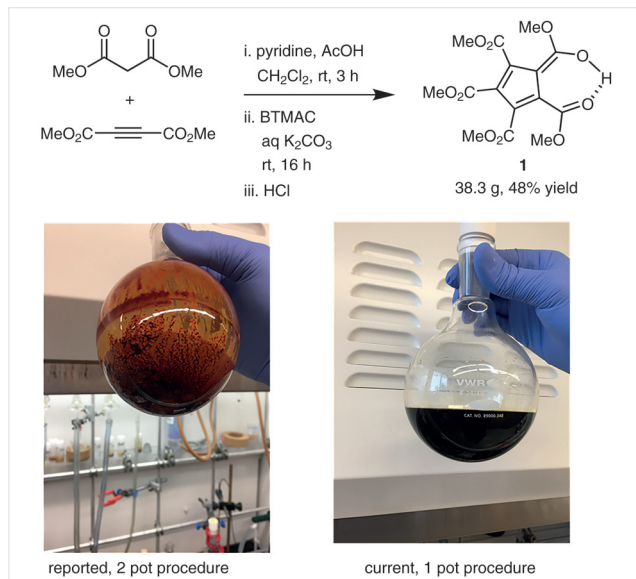 O O
MeO OMe
+
MeO₂C CO₂Me
i. pyridine, AcOH
CH₂Cl₂, rt, 3 h
ii. BTMAC
aq K₂CO₃
rt, 16 h
iii. HCl
MeO
MeO₂C O
H
MeO₂C O
MeO₂C MeO
1
38.3 g, 48% yield
VWR
CAT. NO. 89000-348
reported, 2 pot procedure
current, 1 pot procedure